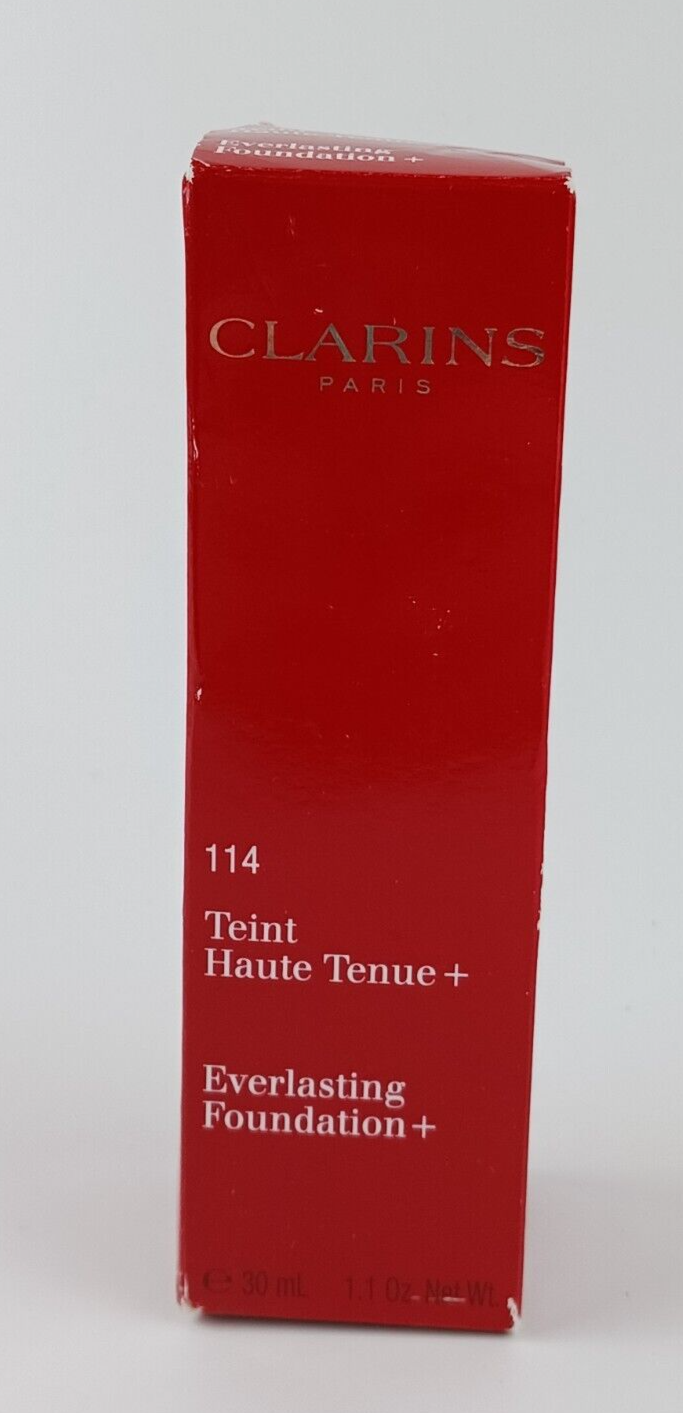 Everlasting
Foundation +
CLARINS
PARIS
114
Teint
Haute Tenue+
Everlasting
Foundation+
℮ 30 mL 1.1 Oz. Net Wt.